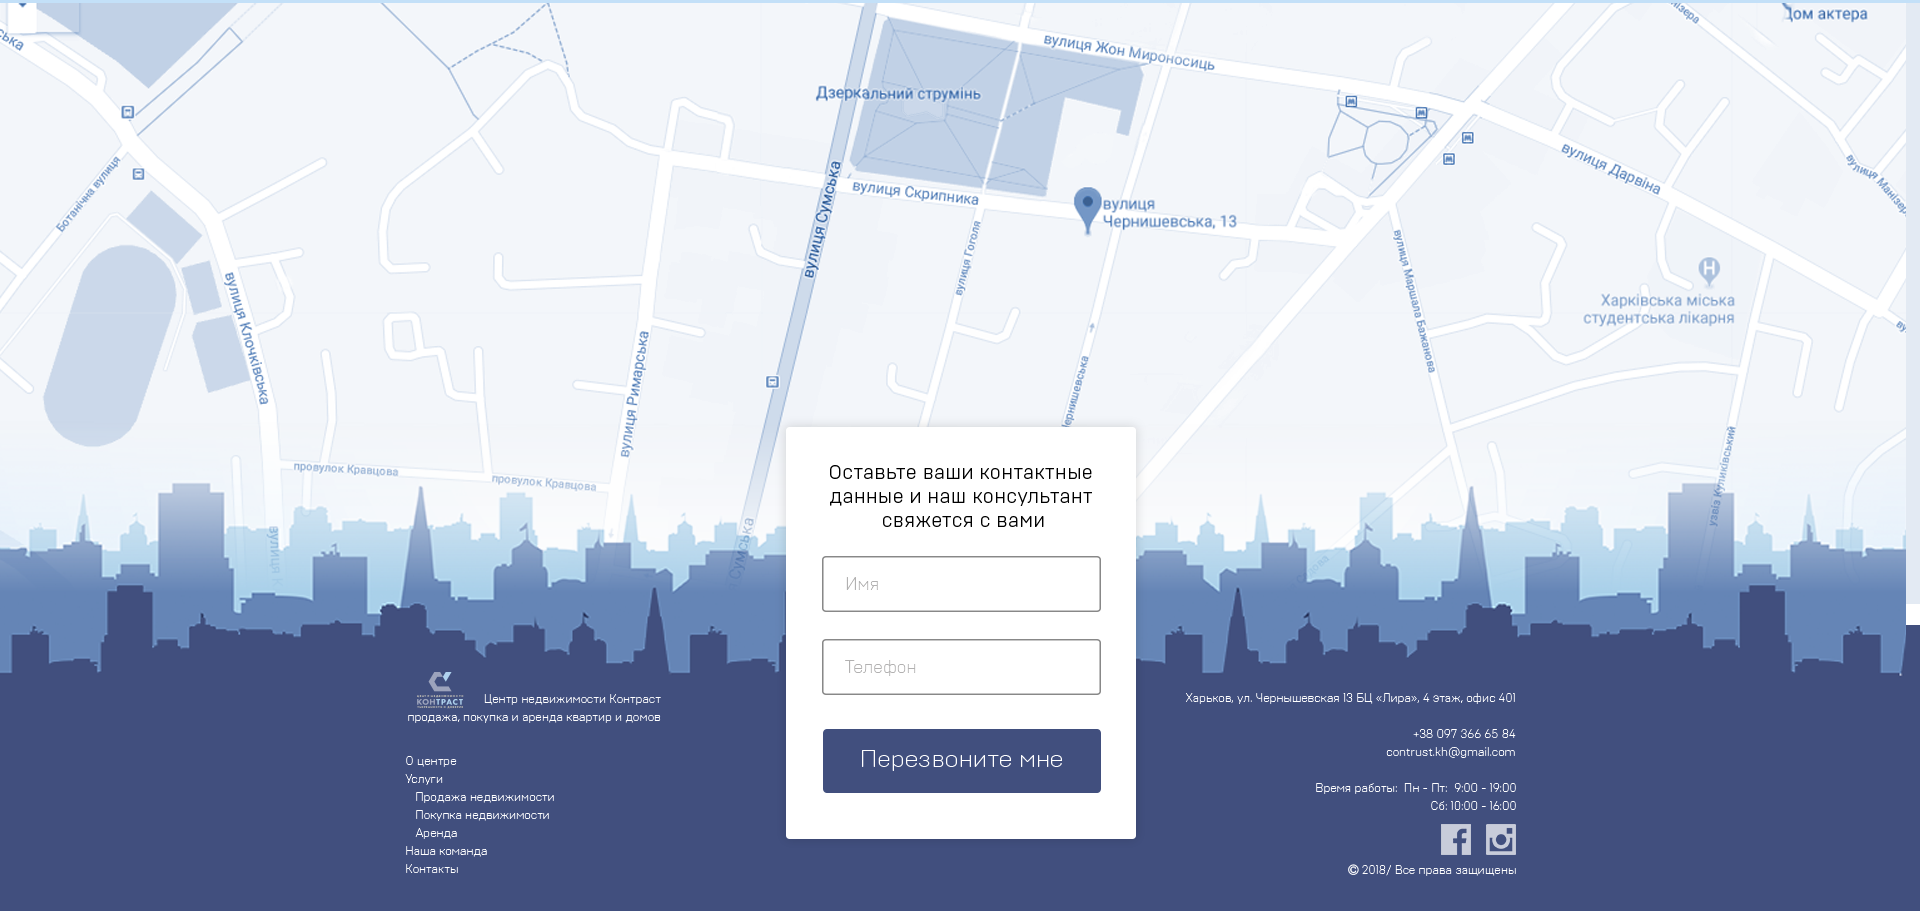 Дом актера
вулиця Жон Мироносиць
Дзеркальний струмінь
вулиця Дарвіна
Ботанічна вулиця
вулиця Сумська
вулиця Скрипника
вулиця
Чернишевська, 13
вулиця Гоголя
вулиця Маршала Бажанова
Харківська міська
студентська лікарня
вулиця Клочківська
вулиця Римарська
провулок Кравцова
провулок Кравцова
узвіз Куликівський
Сумська
Оставьте ваши контактные
данные и наш консультант
свяжется с вами
Имя
Телефон
Перезвоните мне
КОНТРАСТ
Центр недвижимости Контраст
продажа, покупка и аренда квартир и домов
О центре
Услуги
Продажа недвижимости
Покупка недвижимости
Аренда
Наша команда
Контакты
Харьков, ул. Чернышевская 13 БЦ «Лира», 4 этаж, офис 401
+38 097 366 65 84
contrust.kh@gmail.com
Время работы: Пн - Пт: 9:00 - 19:00
Сб: 10:00 - 16:00
© 2018/ Все права защищены